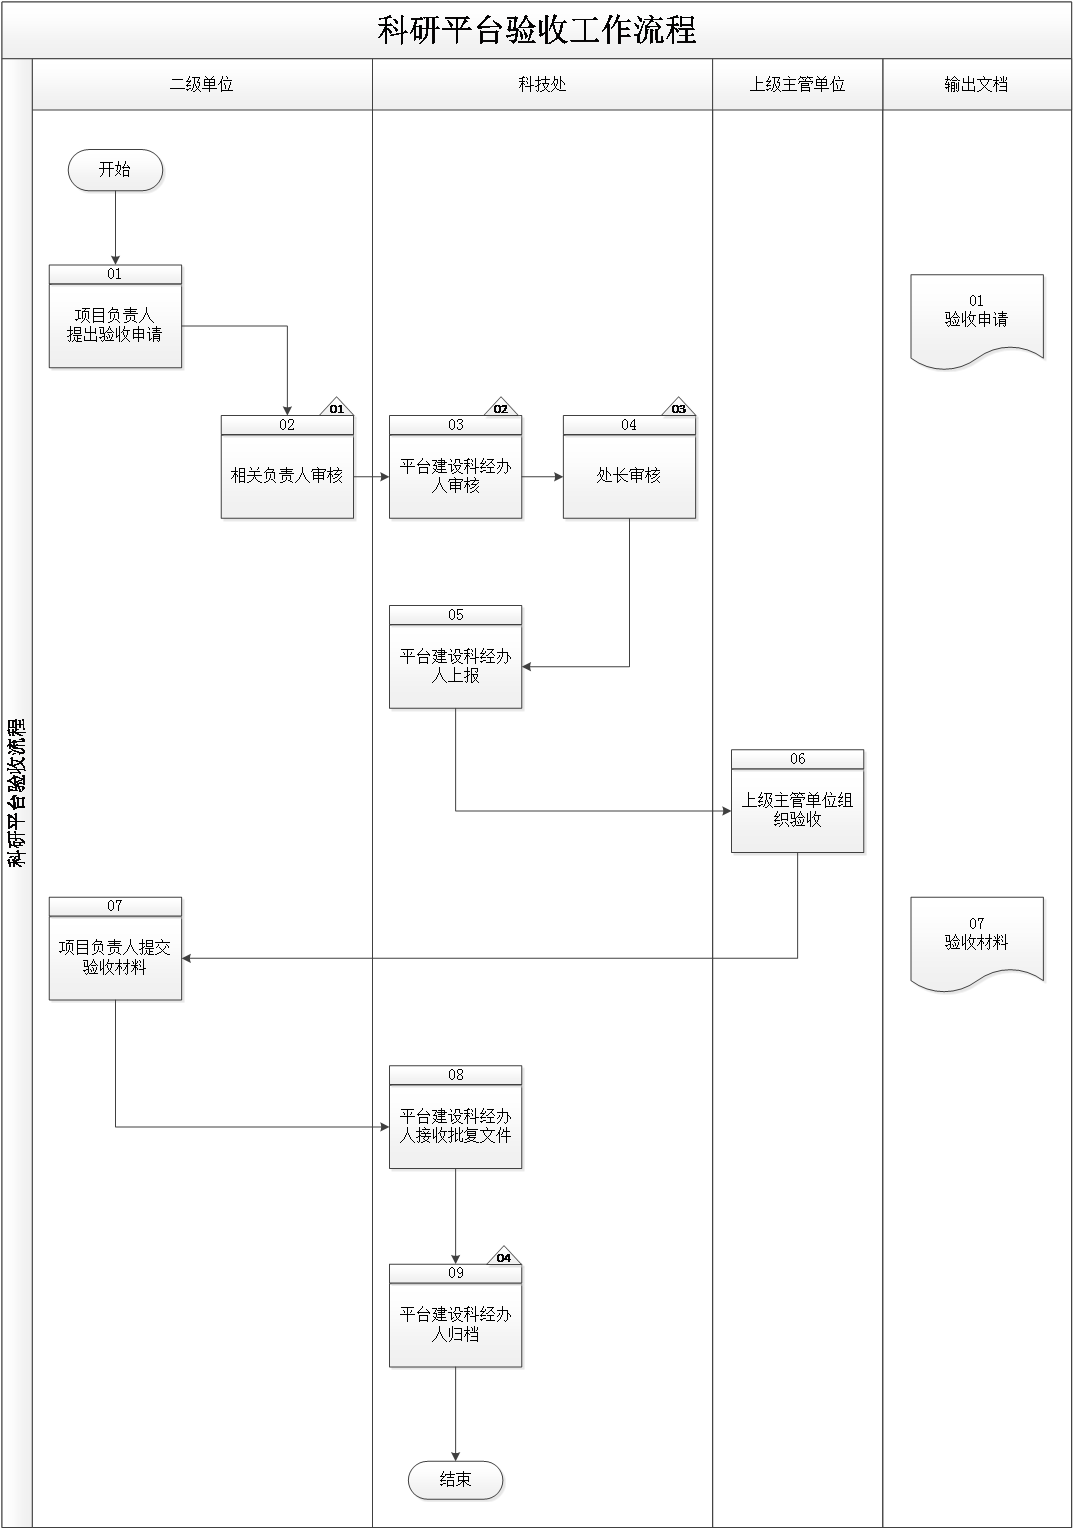 科研平台验收工作流程
二级单位
科技处
上级主管单位
输出文档
科研平台验收流程
开始
01
项目负责人
提出验收申请
01
验收申请
01
02
相关负责人审核
02
03
平台建设科经办
人审核
03
04
处长审核
05
平台建设科经办
人上报
06
上级主管单位组
织验收
07
项目负责人提交
验收材料
07
验收材料
08
平台建设科经办
人接收批复文件
04
09
平台建设科经办
人归档
结束